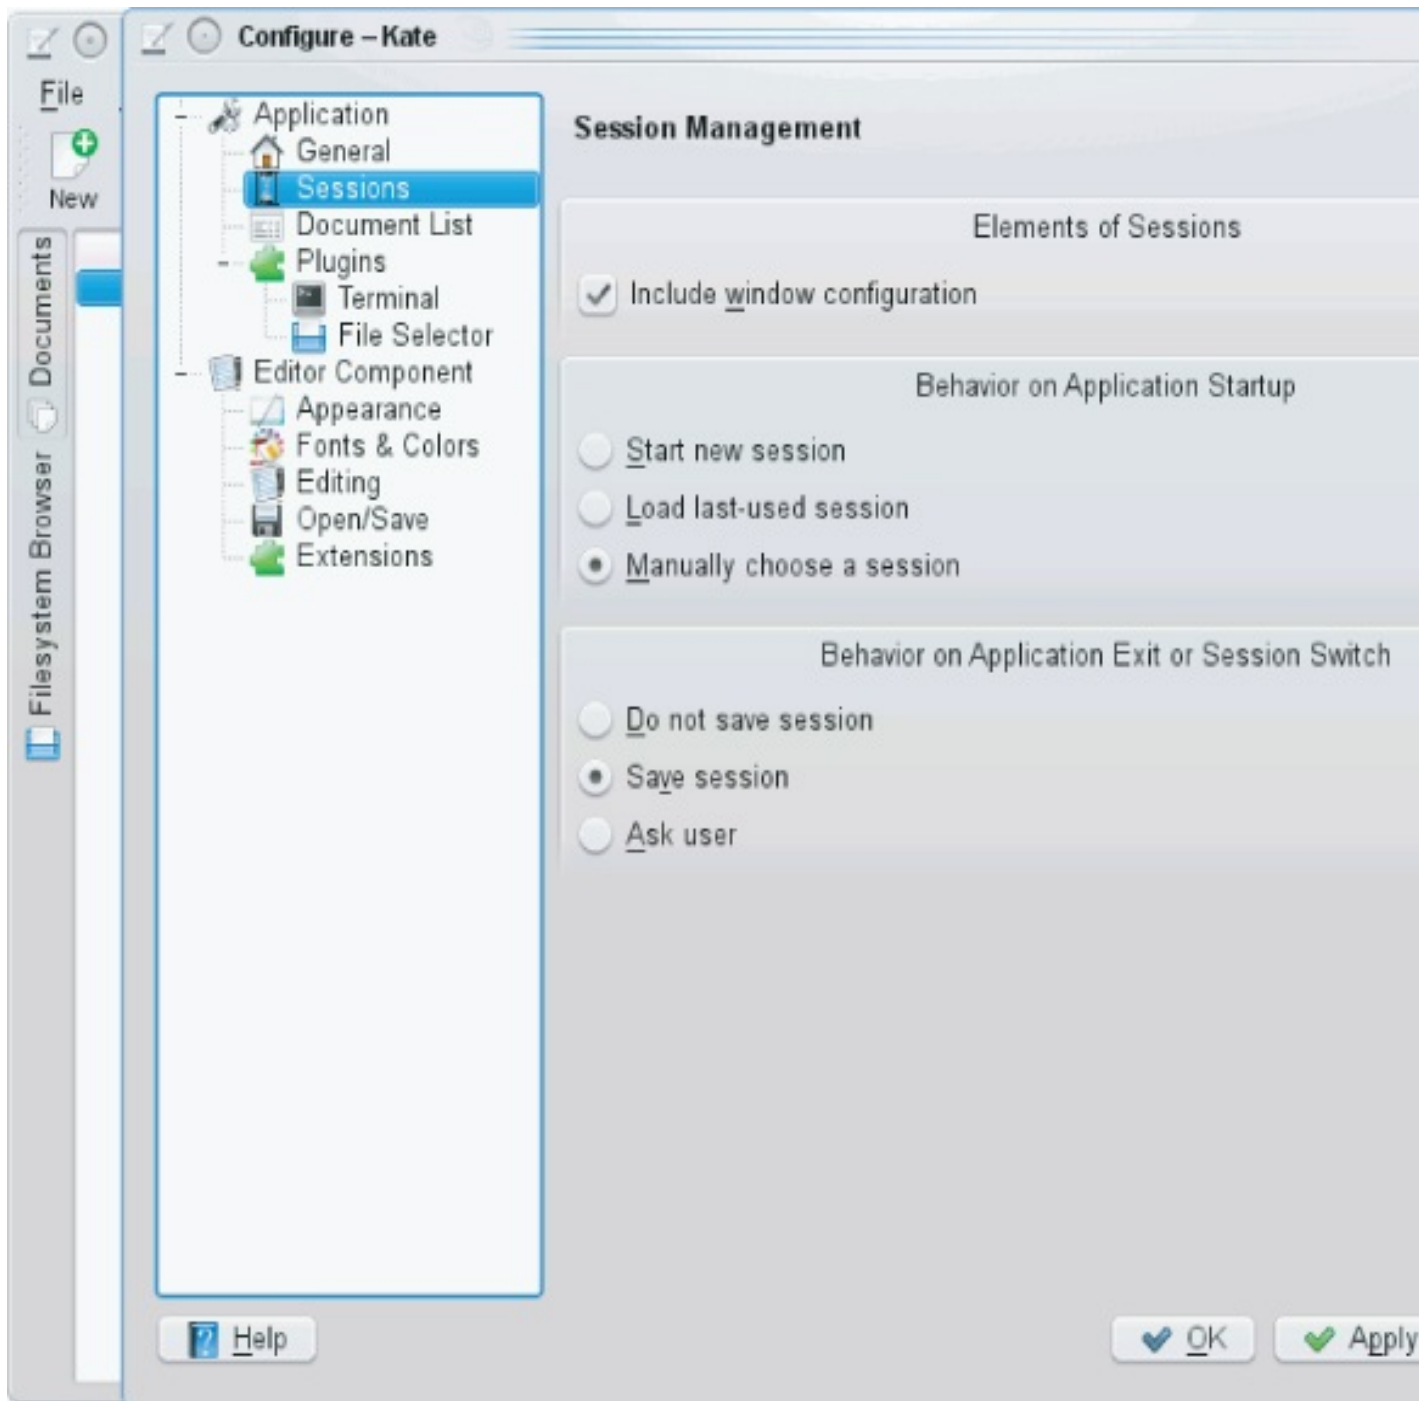 Configure – Kate
File
New
Documents
Filesystem Browser
Application
General
Sessions
Document List
Plugins
Terminal
File Selector
Editor Component
Appearance
Fonts & Colors
Editing
Open/Save
Extensions
Session Management
Elements of Sessions
Include window configuration
Behavior on Application Startup
Start new session
Load last-used session
Manually choose a session
Behavior on Application Exit or Session Switch
Do not save session
Save session
Ask user
Help
OK
Apply